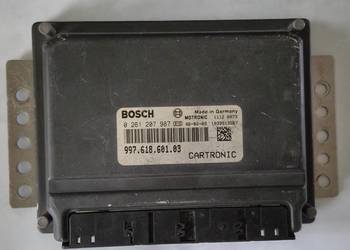 BOSCH Made in Germany
0 261 207 987 MOTRONIC
997.618.601.03
CARTRONIC